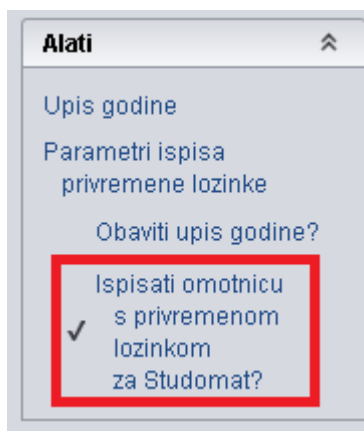 Alati
Upis godine
Parametri ispisa
privremene lozinke
Obaviti upis godine?
Ispisati omotnicu
s privremenom
lozinkom
za Studomat?